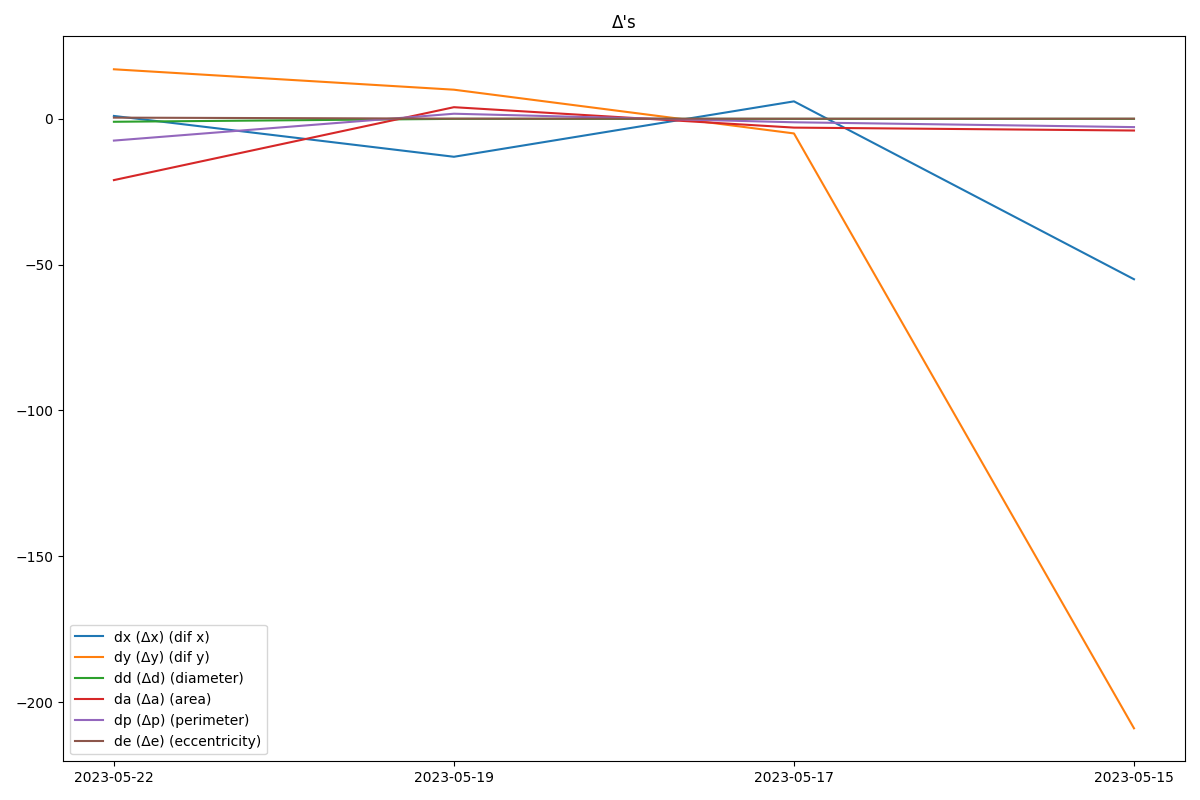 Δ's
0
−50
−100
−150
−200
dx (Δx) (dif x)
dy (Δy) (dif y)
dd (Δd) (diameter)
da (Δa) (area)
dp (Δp) (perimeter)
de (Δe) (eccentricity)
2023-05-22
2023-05-19
2023-05-17
2023-05-15